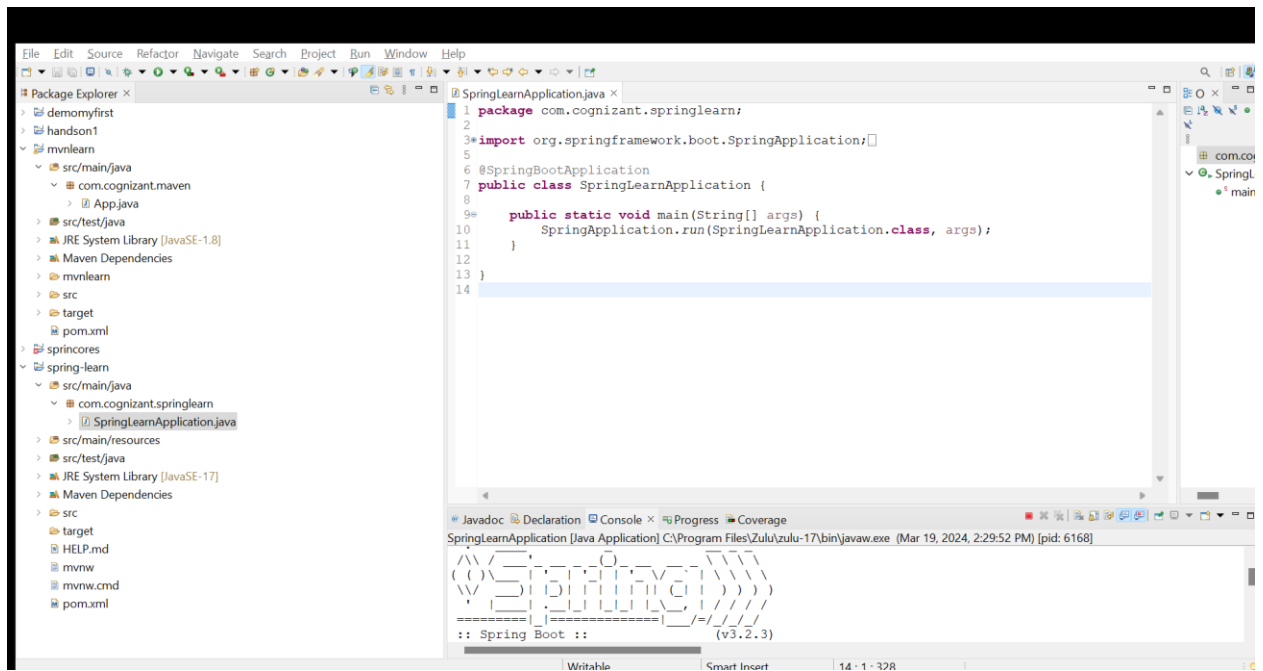 File Edit Source Refactor Navigate Search Project Run Window Help
Package Explorer ×
demomyfirst
handson1
mvnlearn
src/main/java
com.cognizant.maven
App.java
src/test/java
JRE System Library [JavaSE-1.8]
Maven Dependencies
mvnlearn
src
target
pom.xml
sprincores
spring-learn
src/main/java
com.cognizant.springlearn
SpringLearnApplication.java
src/main/resources
src/test/java
JRE System Library [JavaSE-17]
Maven Dependencies
src
target
HELP.md
mvnw
mvnw.cmd
pom.xml
SpringLearnApplication.java ×
1 package com.cognizant.springlearn;
2
3 import org.springframework.boot.SpringApplication;
5
6 @SpringBootApplication
7 public class SpringLearnApplication {
8
9 public static void main(String[] args) {
10 SpringApplication.run(SpringLearnApplication.class, args);
11 }
12
13 }
14
O ×
com.co
SpringL
main
Javadoc Declaration Console × Progress Coverage
SpringLearnApplication [Java Application] C:\Program Files\Zulu\zulu-17\bin\javaw.exe (Mar 19, 2024, 2:29:52 PM) [pid: 6168]
:: Spring Boot :: (v3.2.3)
Writable Smart Insert 14 : 1 : 328